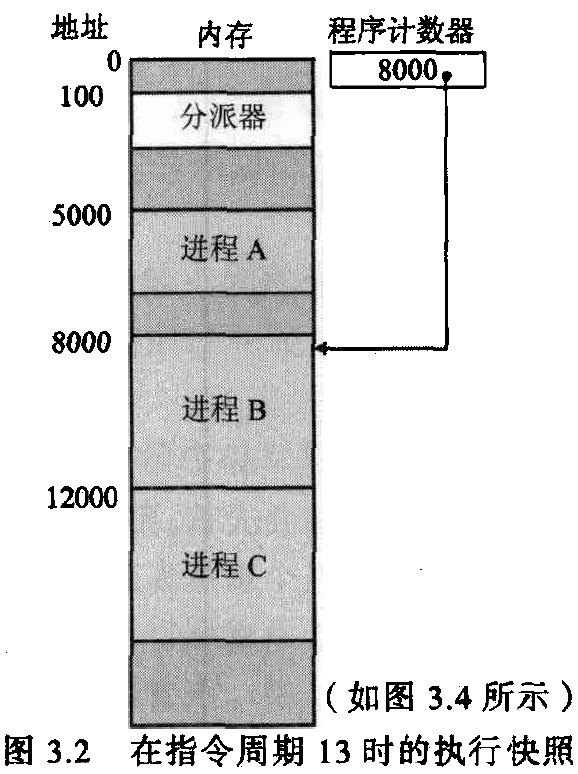 地址 内存 程序计数器
0 8000
100 分派器
5000
进程 A
8000
进程 B
12000
进程 C
(如图 3.4 所示)
图 3.2 在指令周期 13 时的执行快照